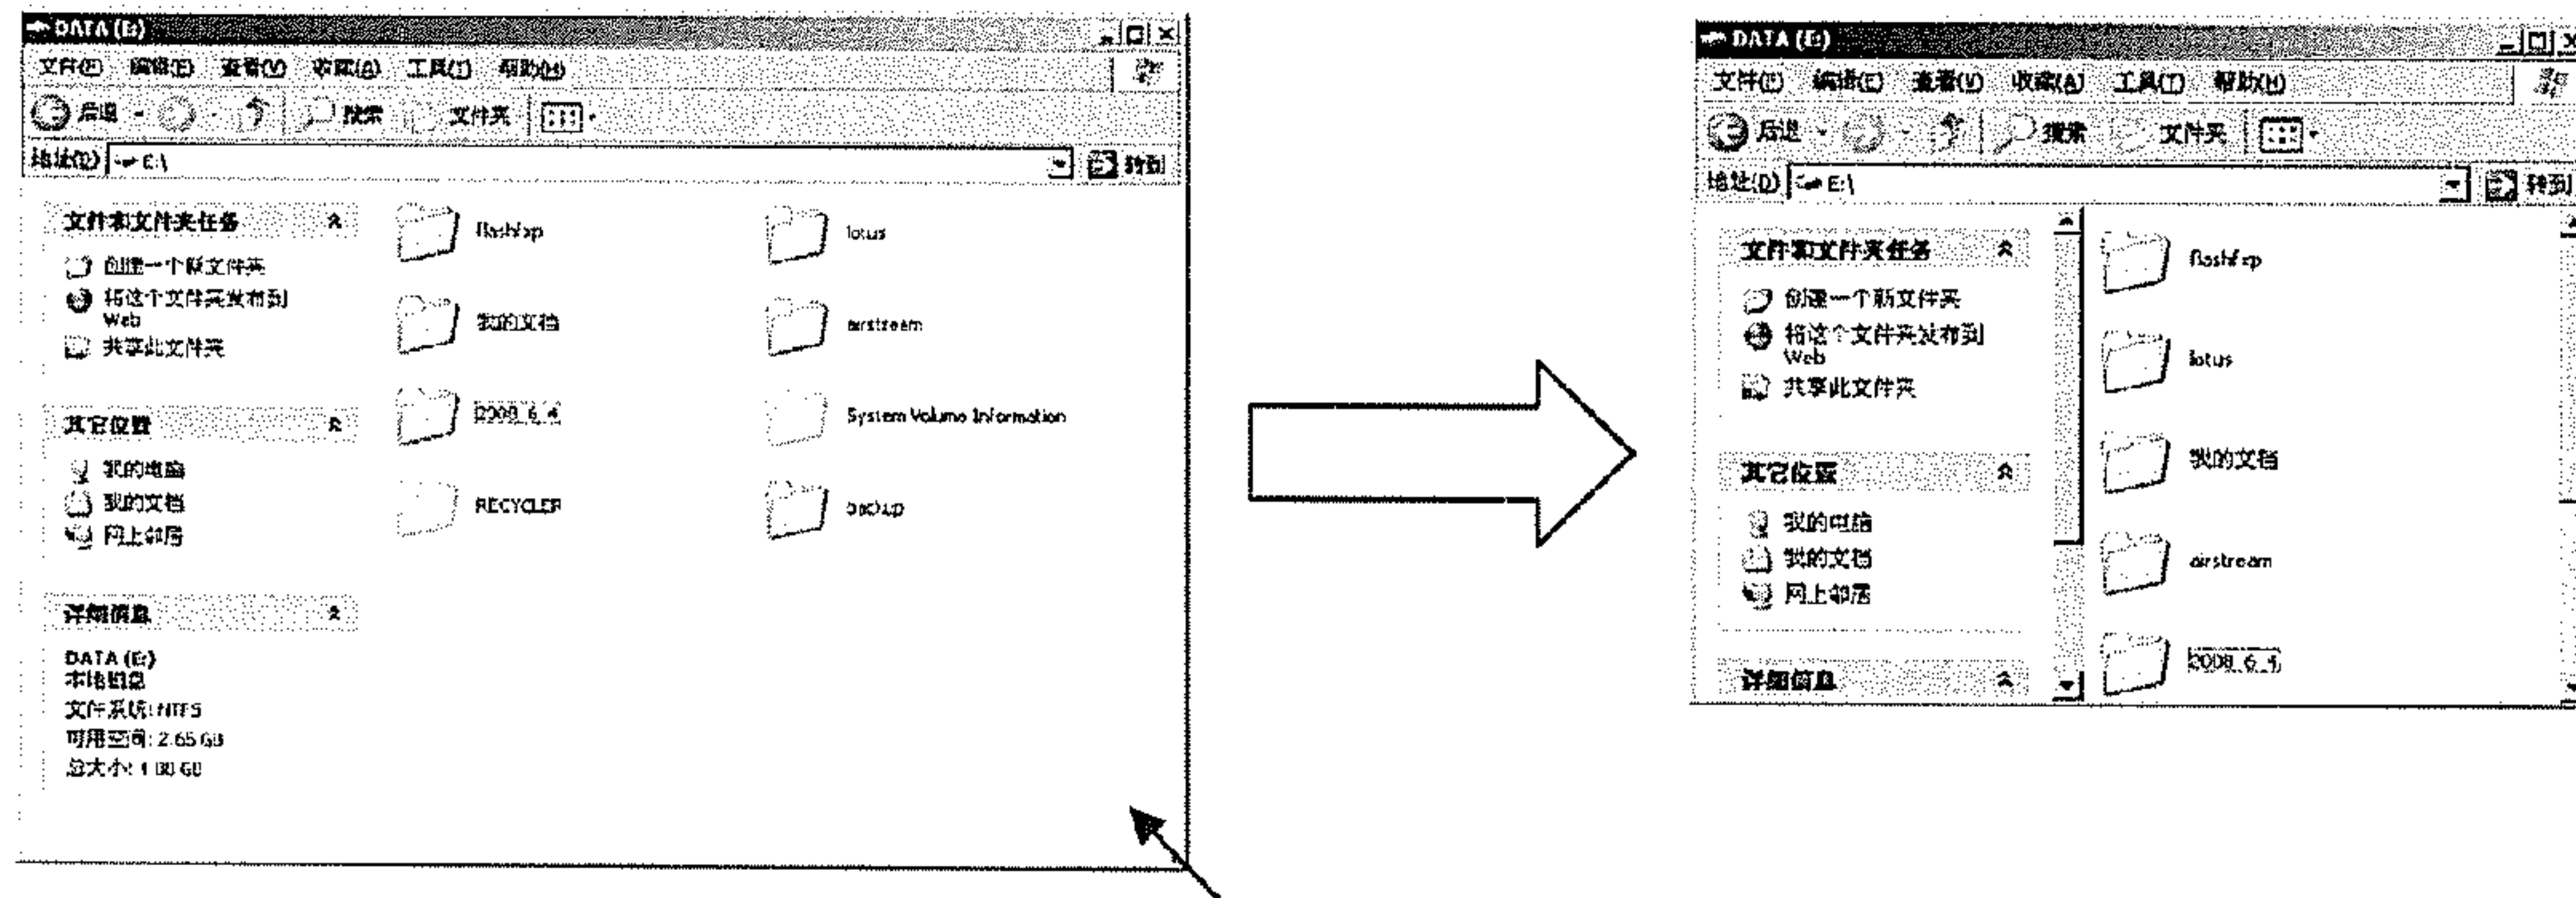 DATA (E:)
文件(F) 编辑(E) 查看(V) 收藏(A) 工具(T) 帮助(H)
后退 搜索 文件夹
地址(D) E:\ 转到
文件和文件夹任务
创建一个新文件夹
将这个文件夹发布到
Web
共享此文件夹
其它位置
我的电脑
我的文档
网上邻居
详细信息
DATA (E:)
本地磁盘
文件系统: NTFS
可用空间: 2.65 GB
总大小: GB
flashfxp lotus
我的文档 airstream
2008_6_4 System Volume Information
RECYCLER backup
DATA (E:)
文件(F) 编辑(E) 查看(V) 收藏(A) 工具(T) 帮助(H)
后退 搜索 文件夹
地址(D) E:\ 转到
文件和文件夹任务
创建一个新文件夹
将这个文件夹发布到
Web
共享此文件夹
其它位置
我的电脑
我的文档
网上邻居
详细信息
flashfxp
lotus
我的文档
airstream
2008_6_4